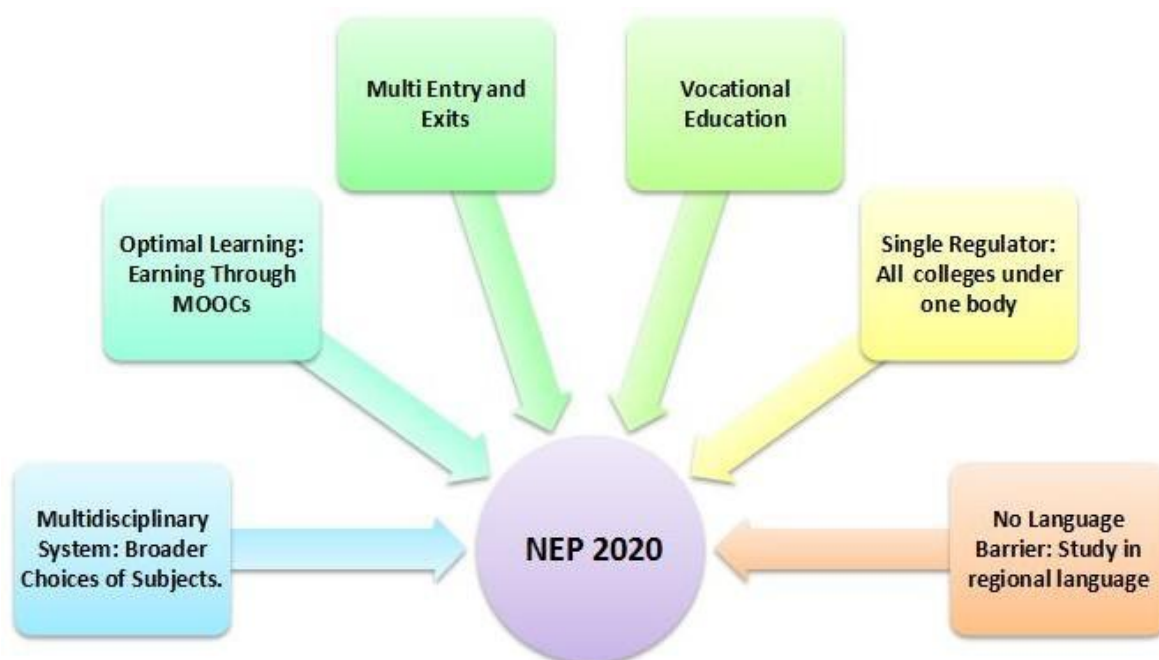 Multi Entry and
Exits
Vocational
Education
Optimal Learning:
Earning Through
MOOCs
Single Regulator:
All colleges under
one body
Multidisciplinary
System: Broader
Choices of Subjects.
NEP 2020
No Language
Barrier: Study in
regional language